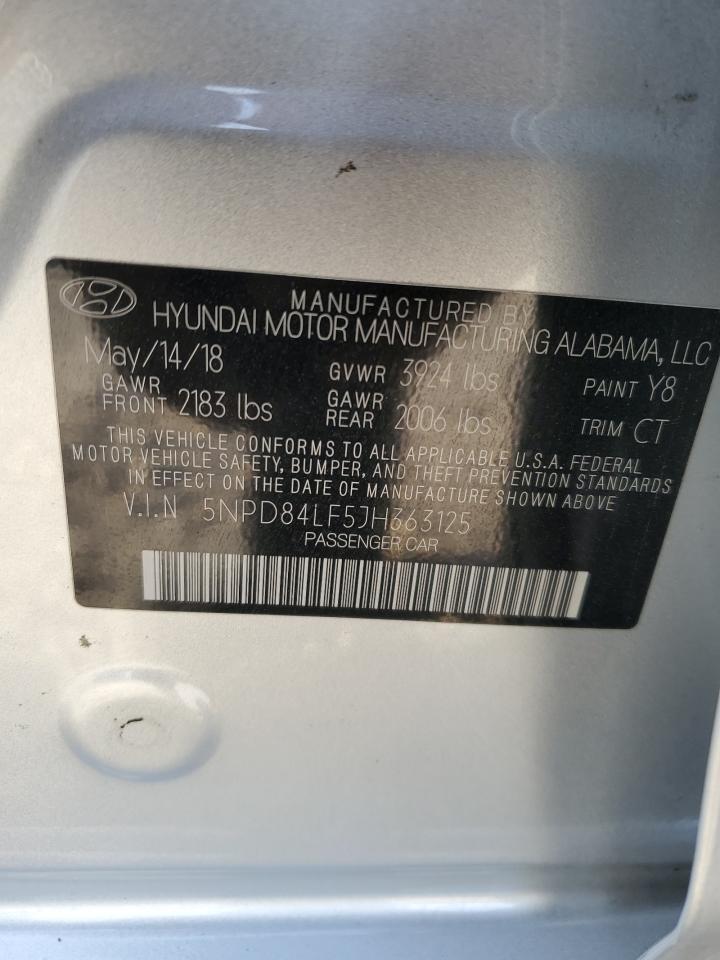 MANUFACTURED BY
HYUNDAI MOTOR MANUFACTURING ALABAMA, LLC
May/14/18 GVWR 3924 lbs PAINT Y8
GAWR FRONT 2183 lbs GAWR REAR 2006 lbs TRIM CT
THIS VEHICLE CONFORMS TO ALL APPLICABLE U.S.A. FEDERAL
MOTOR VEHICLE SAFETY, BUMPER, AND THEFT PREVENTION STANDARDS
IN EFFECT ON THE DATE OF MANUFACTURE SHOWN ABOVE
V.I.N 5NPD84LF5JH363125
PASSENGER CAR